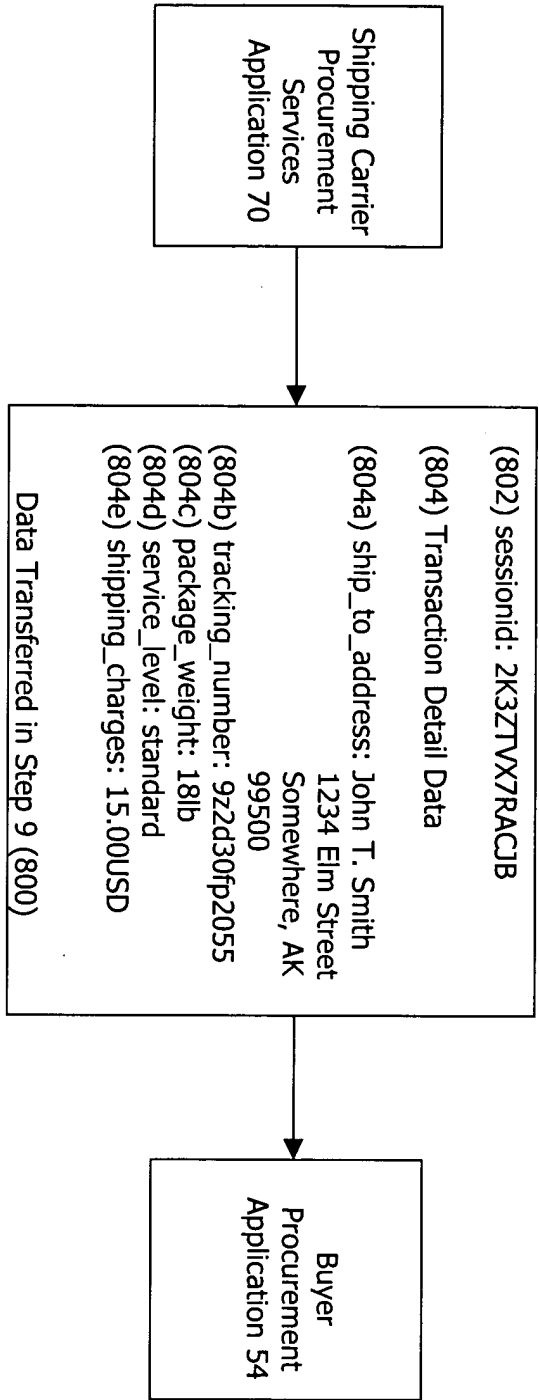 Shipping Carrier
Procurement
Services
Application 70
(802) sessionid: 2K3ZTVX7RACJB
(804) Transaction Detail Data
(804a) ship_to_address: John T. Smith
1234 Elm Street
Somewhere, AK
99500
(804b) tracking_number: 9z2d30fp2055
(804c) package_weight: 18lb
(804d) service_level: standard
(804e) shipping_charges: 15.00USD
Data Transferred in Step 9 (800)
Buyer
Procurement
Application 54